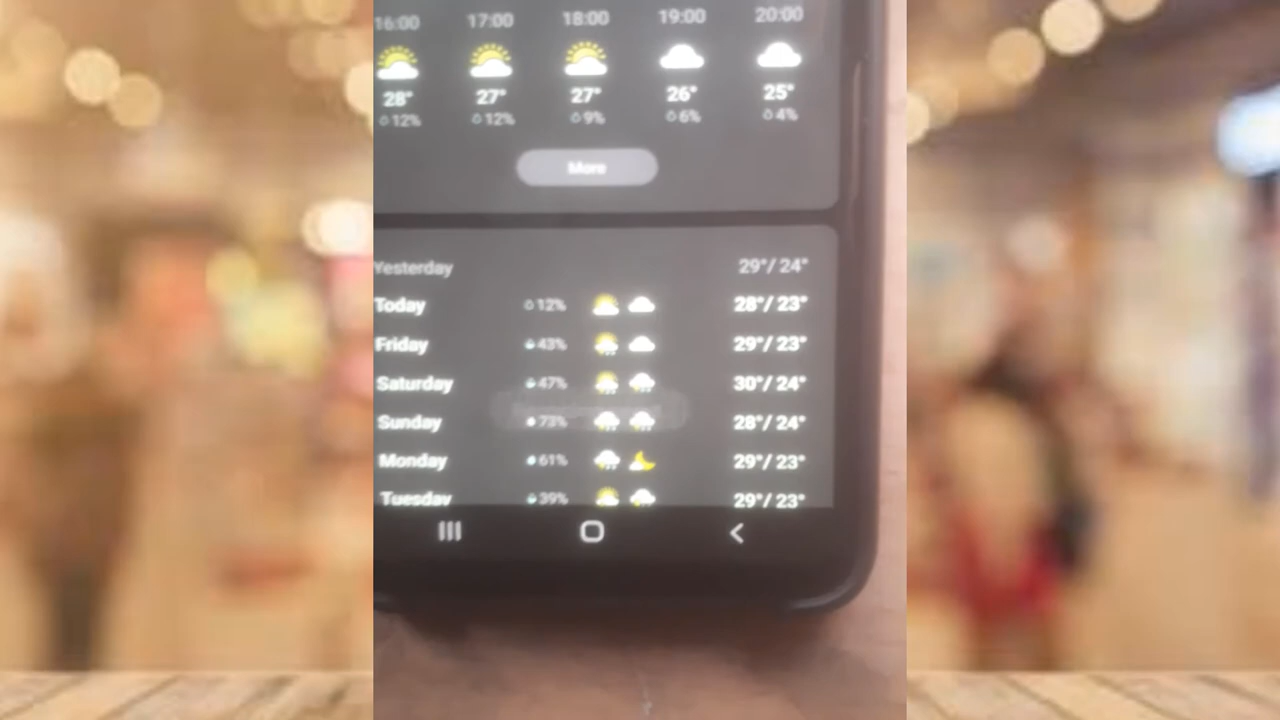 16:00 17:00 18:00 19:00 20:00
28° 27° 27° 26° 25°
12% 12% 9% 6% 4%
More
Yesterday 29°/ 24°
Today 12% 28°/ 23°
Friday 43% 29°/ 23°
Saturday 47% 30°/ 24°
Sunday 73% 28°/ 24°
Monday 61% 29°/ 23°
Tuesday 39% 29°/ 23°